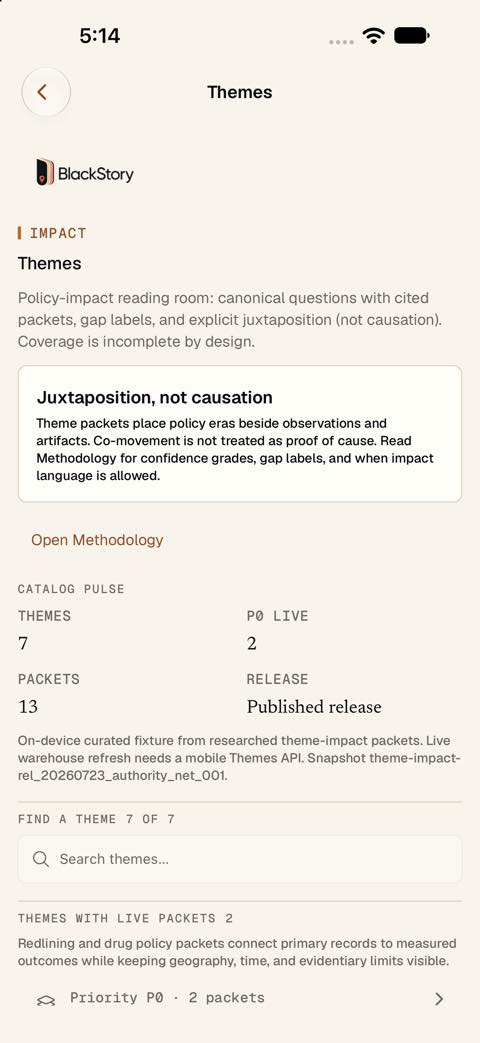 5:14
Themes
BlackStory
IMPACT
Themes
Policy-impact reading room: canonical questions with cited
packets, gap labels, and explicit juxtaposition (not causation).
Coverage is incomplete by design.
Juxtaposition, not causation
Theme packets place policy eras beside observations and
artifacts. Co-movement is not treated as proof of cause. Read
Methodology for confidence grades, gap labels, and when impact
language is allowed.
Open Methodology
CATALOG PULSE
THEMES
P0 LIVE
7
2
PACKETS
RELEASE
13
Published release
On-device curated fixture from researched theme-impact packets. Live
warehouse refresh needs a mobile Themes API. Snapshot theme-impact-
rel_20260723_authority_net_001.
FIND A THEME 7 OF 7
Search themes...
THEMES WITH LIVE PACKETS 2
Redlining and drug policy packets connect primary records to measured
outcomes while keeping geography, time, and evidentiary limits visible.
Priority P0 · 2 packets